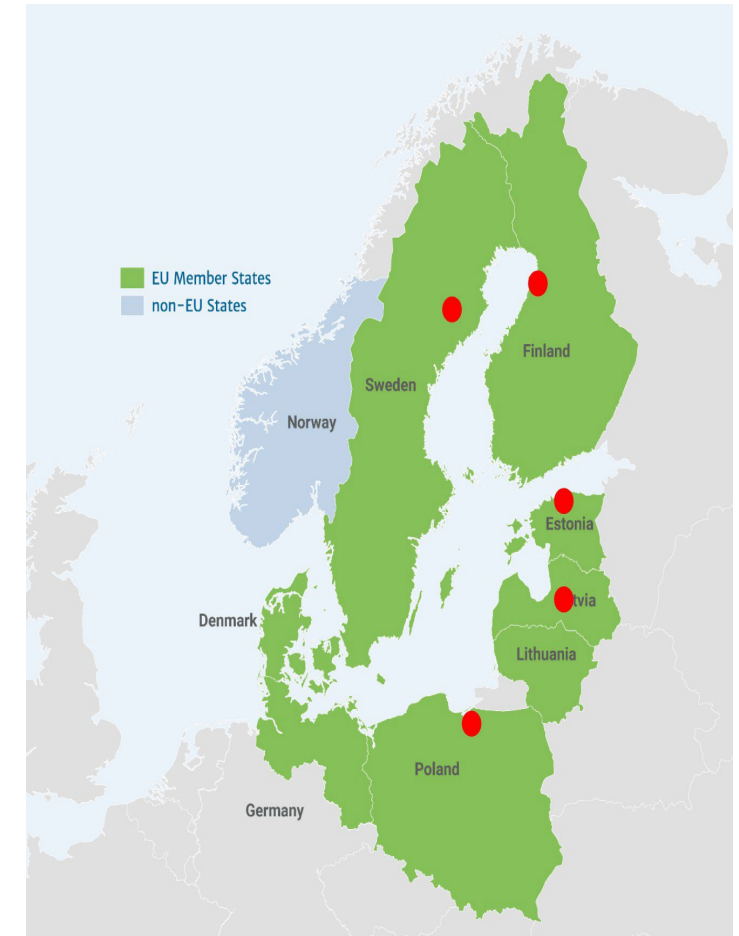 EU Member States
non-EU States
Finland
Sweden
Norway
Estonia
tvia
Denmark
Lithuania
Poland
Germany